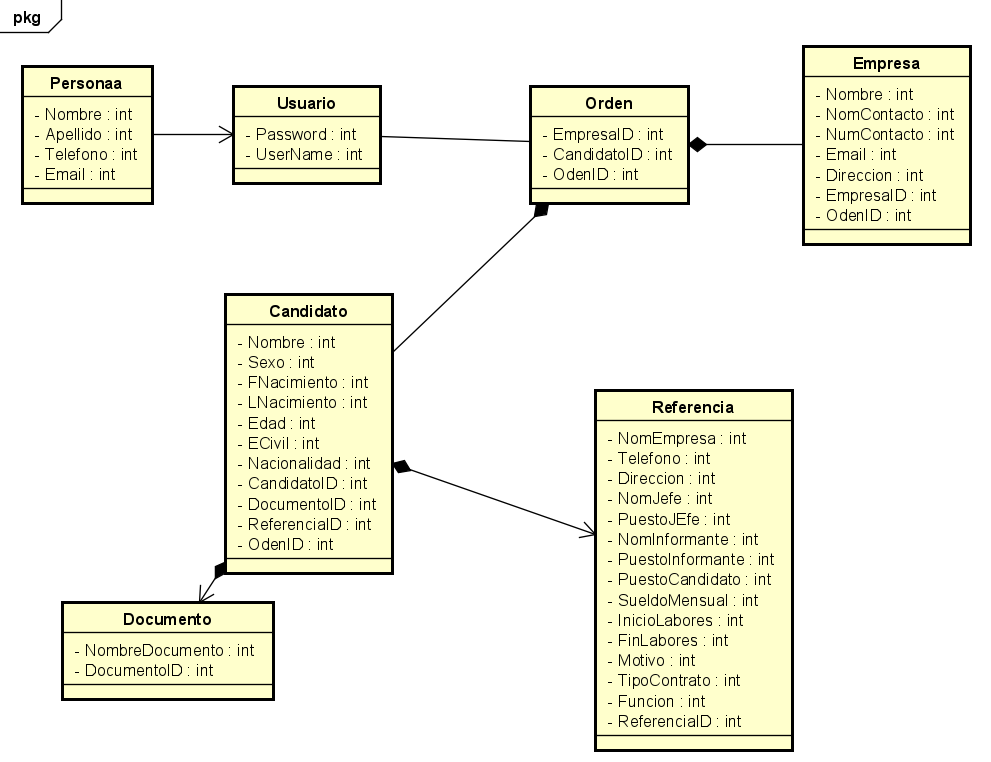 pkg
Personaa
- Nombre : int
- Apellido : int
- Telefono : int
- Email : int
Usuario
- Password : int
- UserName : int
Orden
- EmpresaID : int
- CandidatoID : int
- OdenID : int
Empresa
- Nombre : int
- NomContacto : int
- NumContacto : int
- Email : int
- Direccion : int
- EmpresaID : int
- OdenID : int
Candidato
- Nombre : int
- Sexo : int
- FNacimiento : int
- LNacimiento : int
- Edad : int
- ECivil : int
- Nacionalidad : int
- CandidatoID : int
- DocumentoID : int
- ReferenciaID : int
- OdenID : int
Referencia
- NomEmpresa : int
- Telefono : int
- Direccion : int
- NomJefe : int
- PuestoJEfe : int
- NomInformante : int
- PuestoInformante : int
- PuestoCandidato : int
- SueldoMensual : int
- InicioLabores : int
- FinLabores : int
- Motivo : int
- TipoContrato : int
- Funcion : int
- ReferenciaID : int
Documento
- NombreDocumento : int
- DocumentoID : int